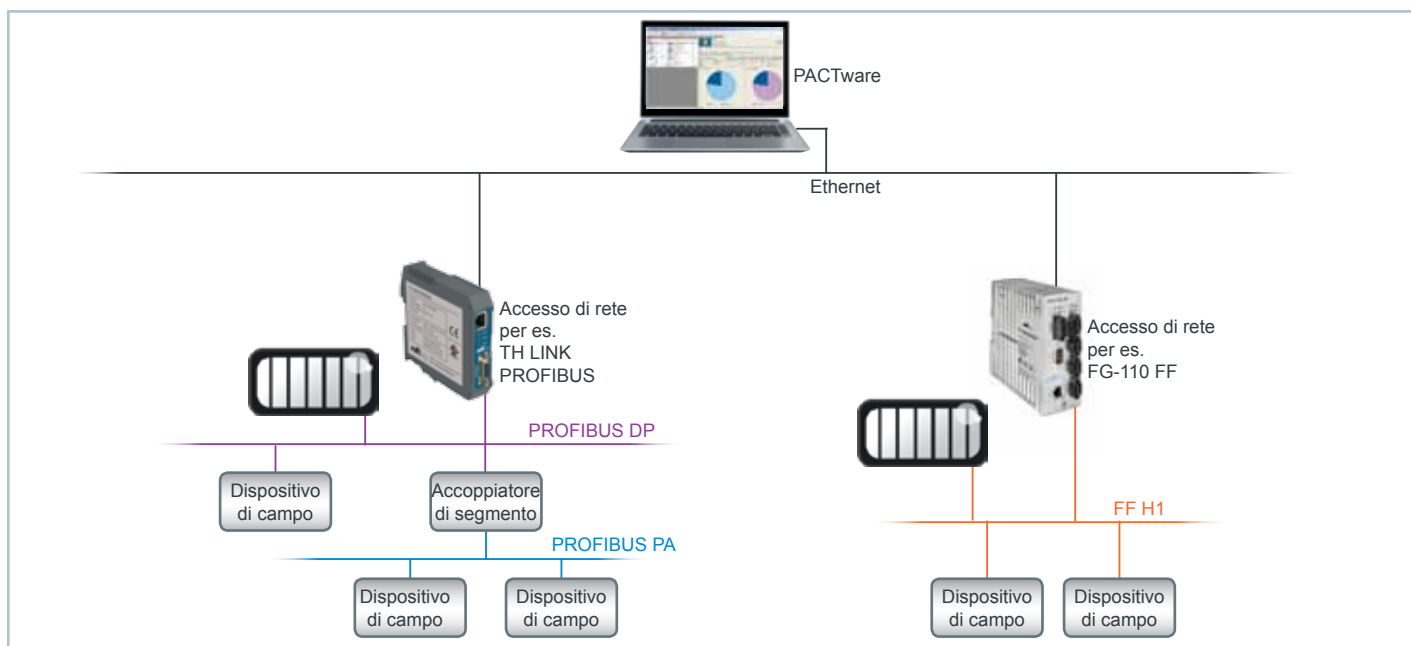 PACTware
Ethernet
Accesso di rete
per es.
TH LINK
PROFIBUS
Accesso di rete
per es.
FG-110 FF
PROFIBUS DP
Dispositivo
di campo
Accoppiatore
di segmento
FF H1
PROFIBUS PA
Dispositivo
di campo
Dispositivo
di campo
Dispositivo
di campo
Dispositivo
di campo